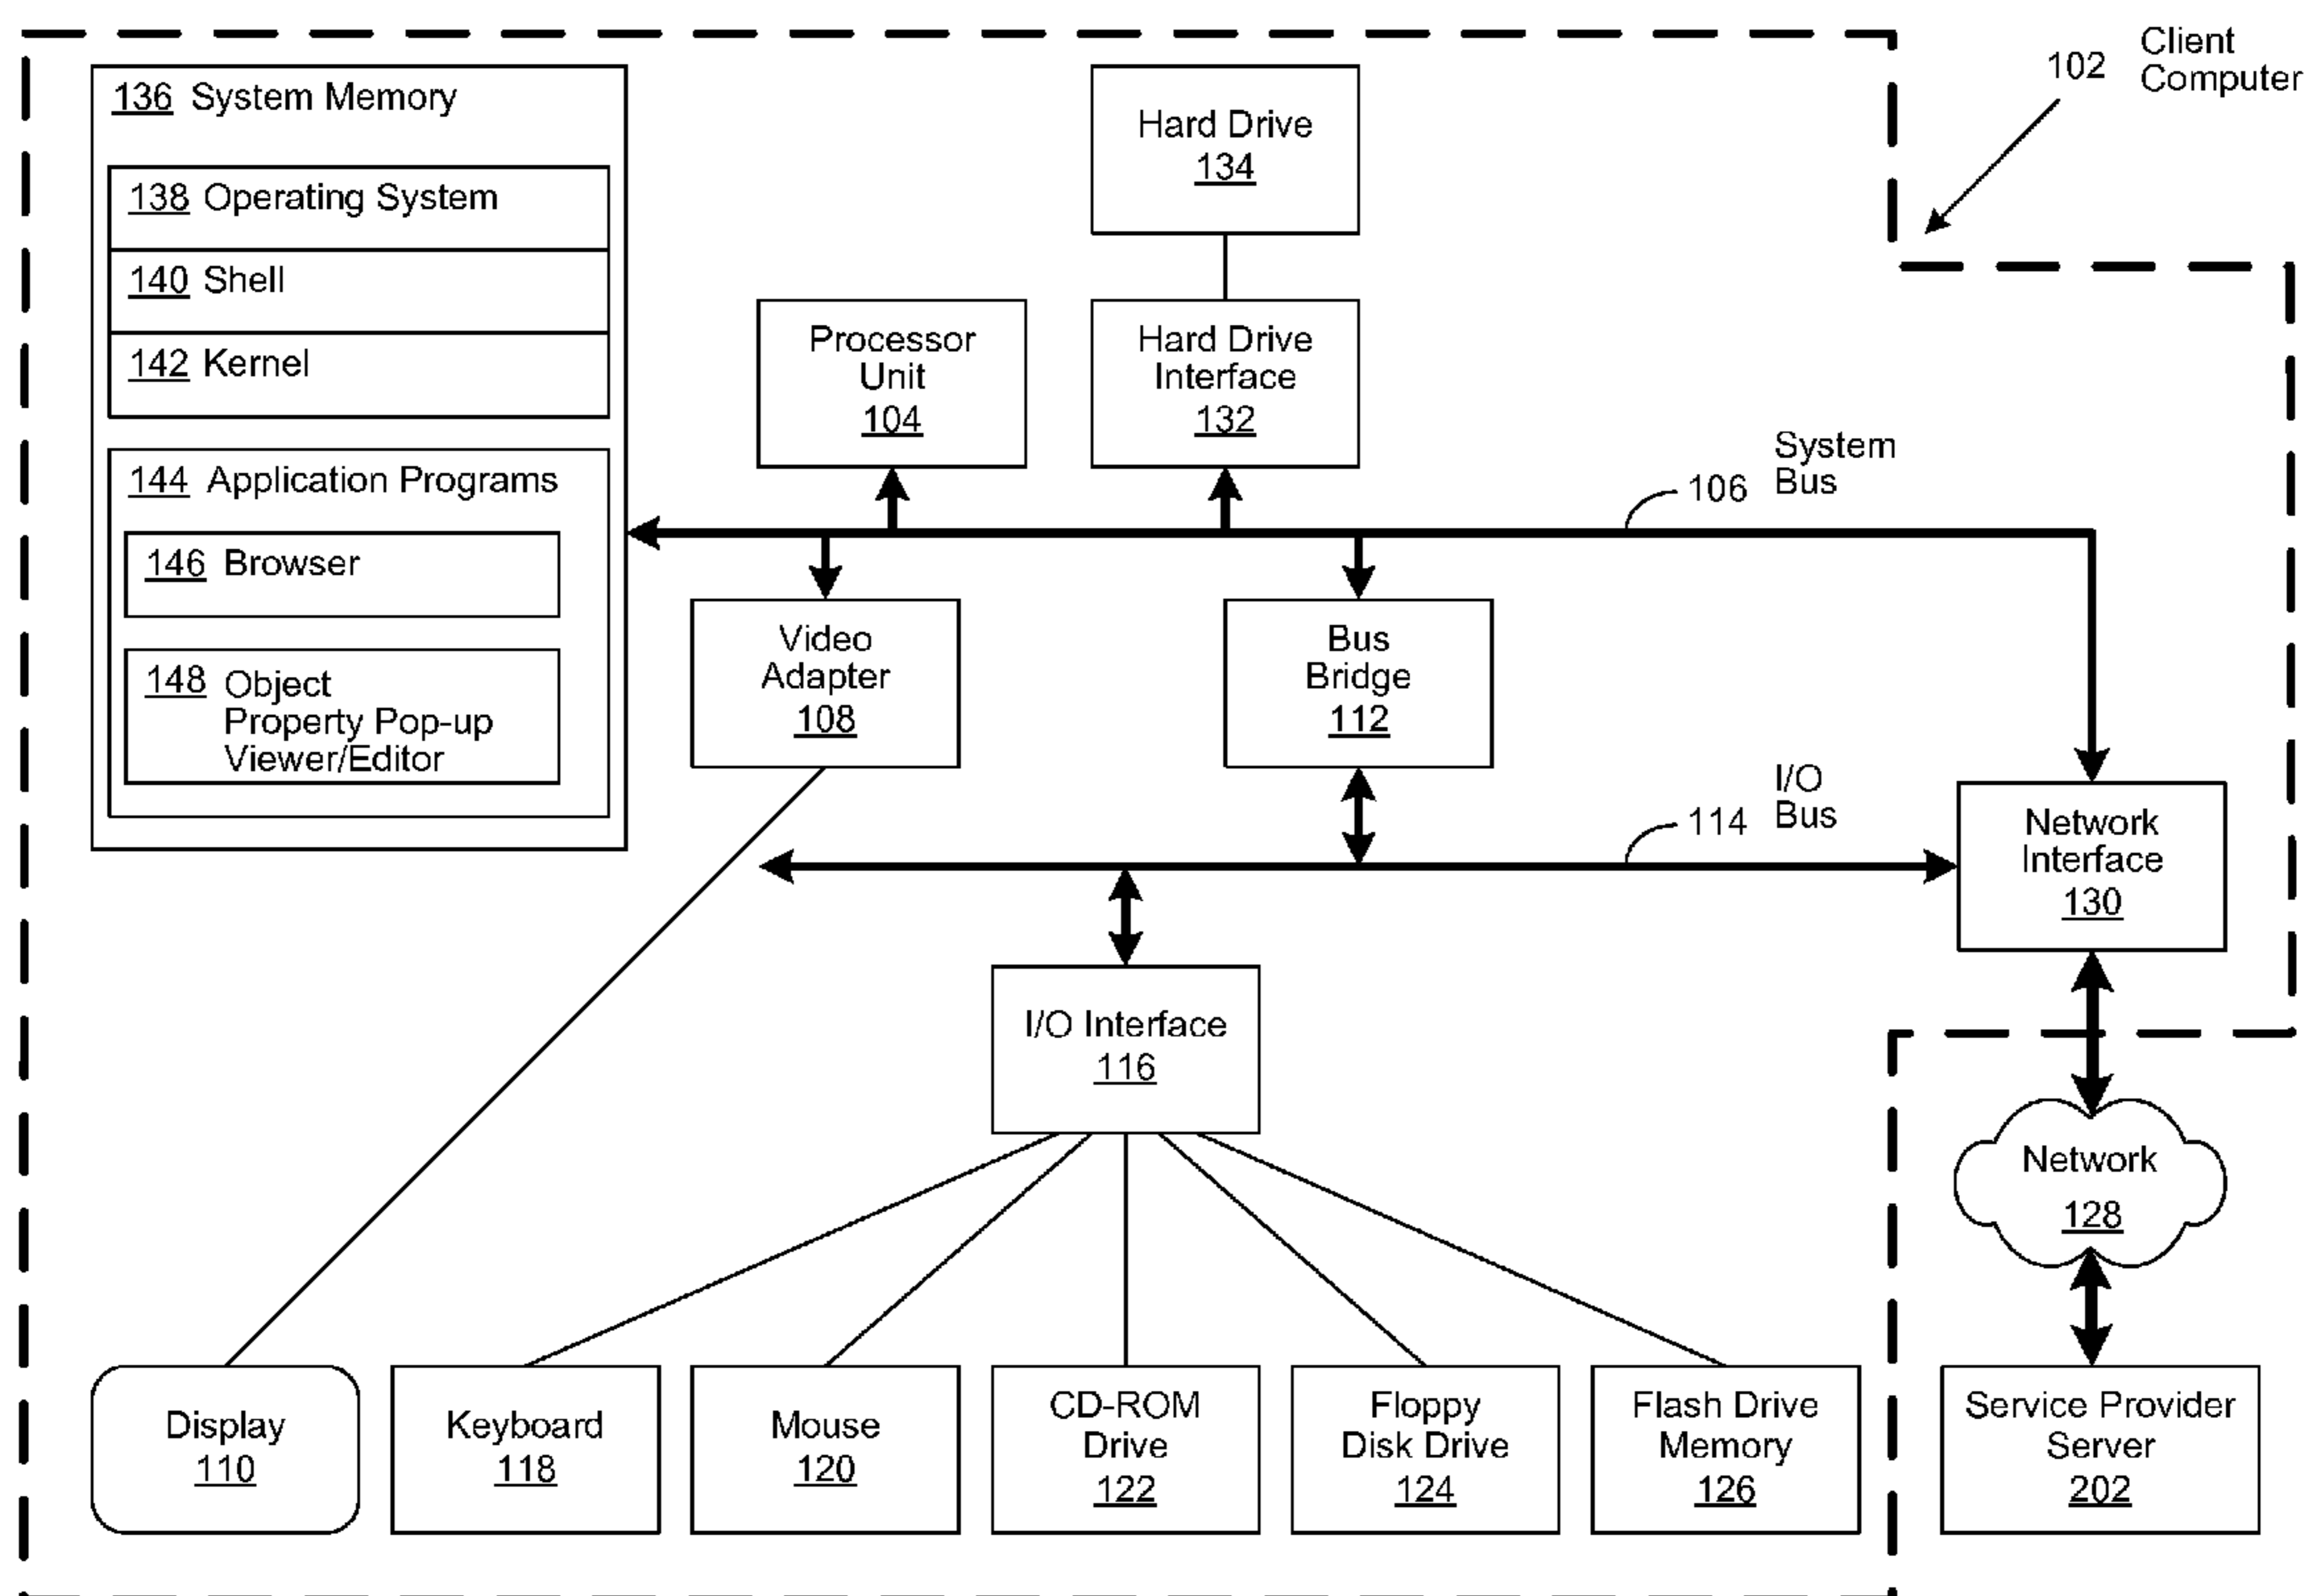 102
Client
Computer
136 System Memory
138 Operating System
140 Shell
142 Kernel
144 Application Programs
146 Browser
148 Object
Property Pop-up
Viewer/Editor
Hard Drive
134
Processor
Unit
104
Hard Drive
Interface
132
106
System
Bus
Video
Adapter
108
Bus
Bridge
112
114
I/O
Bus
Network
Interface
130
I/O Interface
116
Network
128
Display
110
Keyboard
118
Mouse
120
CD-ROM
Drive
122
Floppy
Disk Drive
124
Flash Drive
Memory
126
Service Provider
Server
202